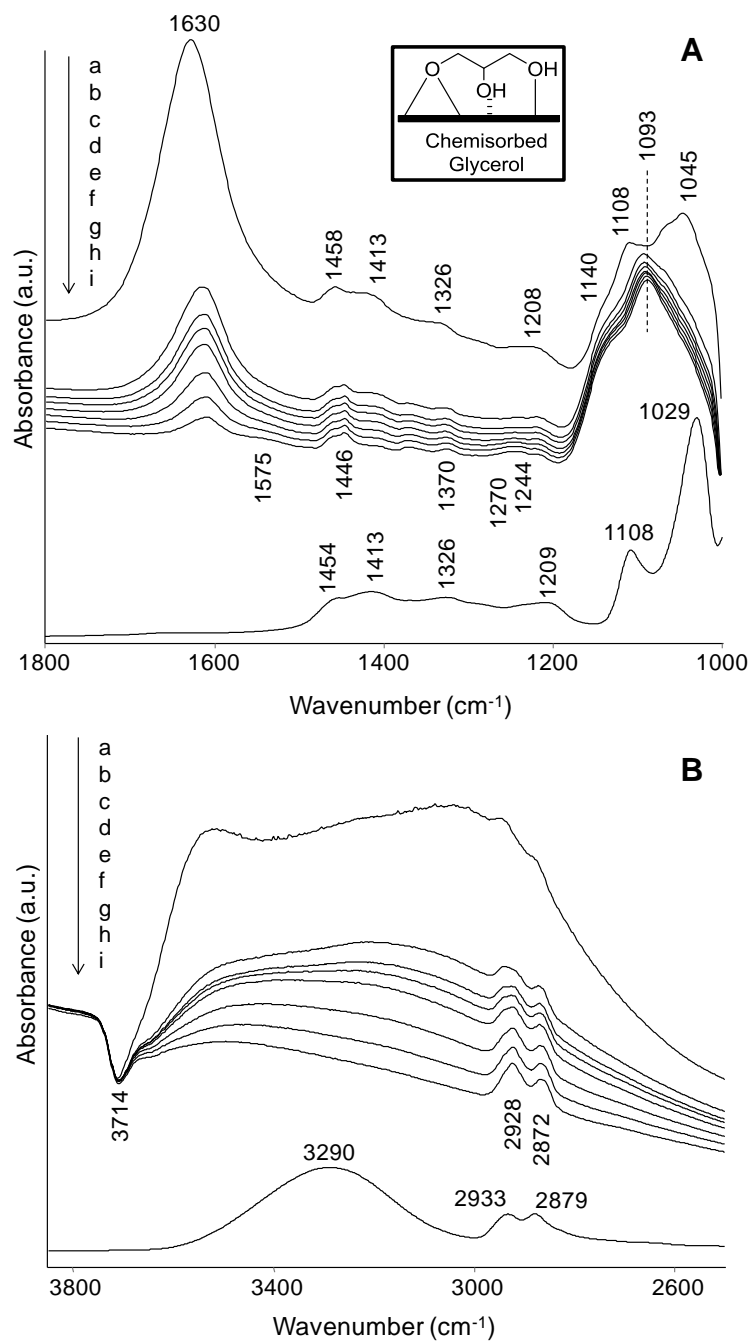 1630
A
a
b
c
d
e
f
g
h
i
O
OH
OH
Chemisorbed
Glycerol
1458
1413
1326
1208
1140
1108
1093
1045
1575
1446
1370
1270
1244
1029
1454
1413
1326
1209
1108
Absorbance (a.u.)
1800
1600
1400
1200
1000
Wavenumber (cm-1)
B
a
b
c
d
e
f
g
h
i
3714
2928
2872
3290
2933
2879
Absorbance (a.u.)
3800
3400
3000
2600
Wavenumber (cm-1)